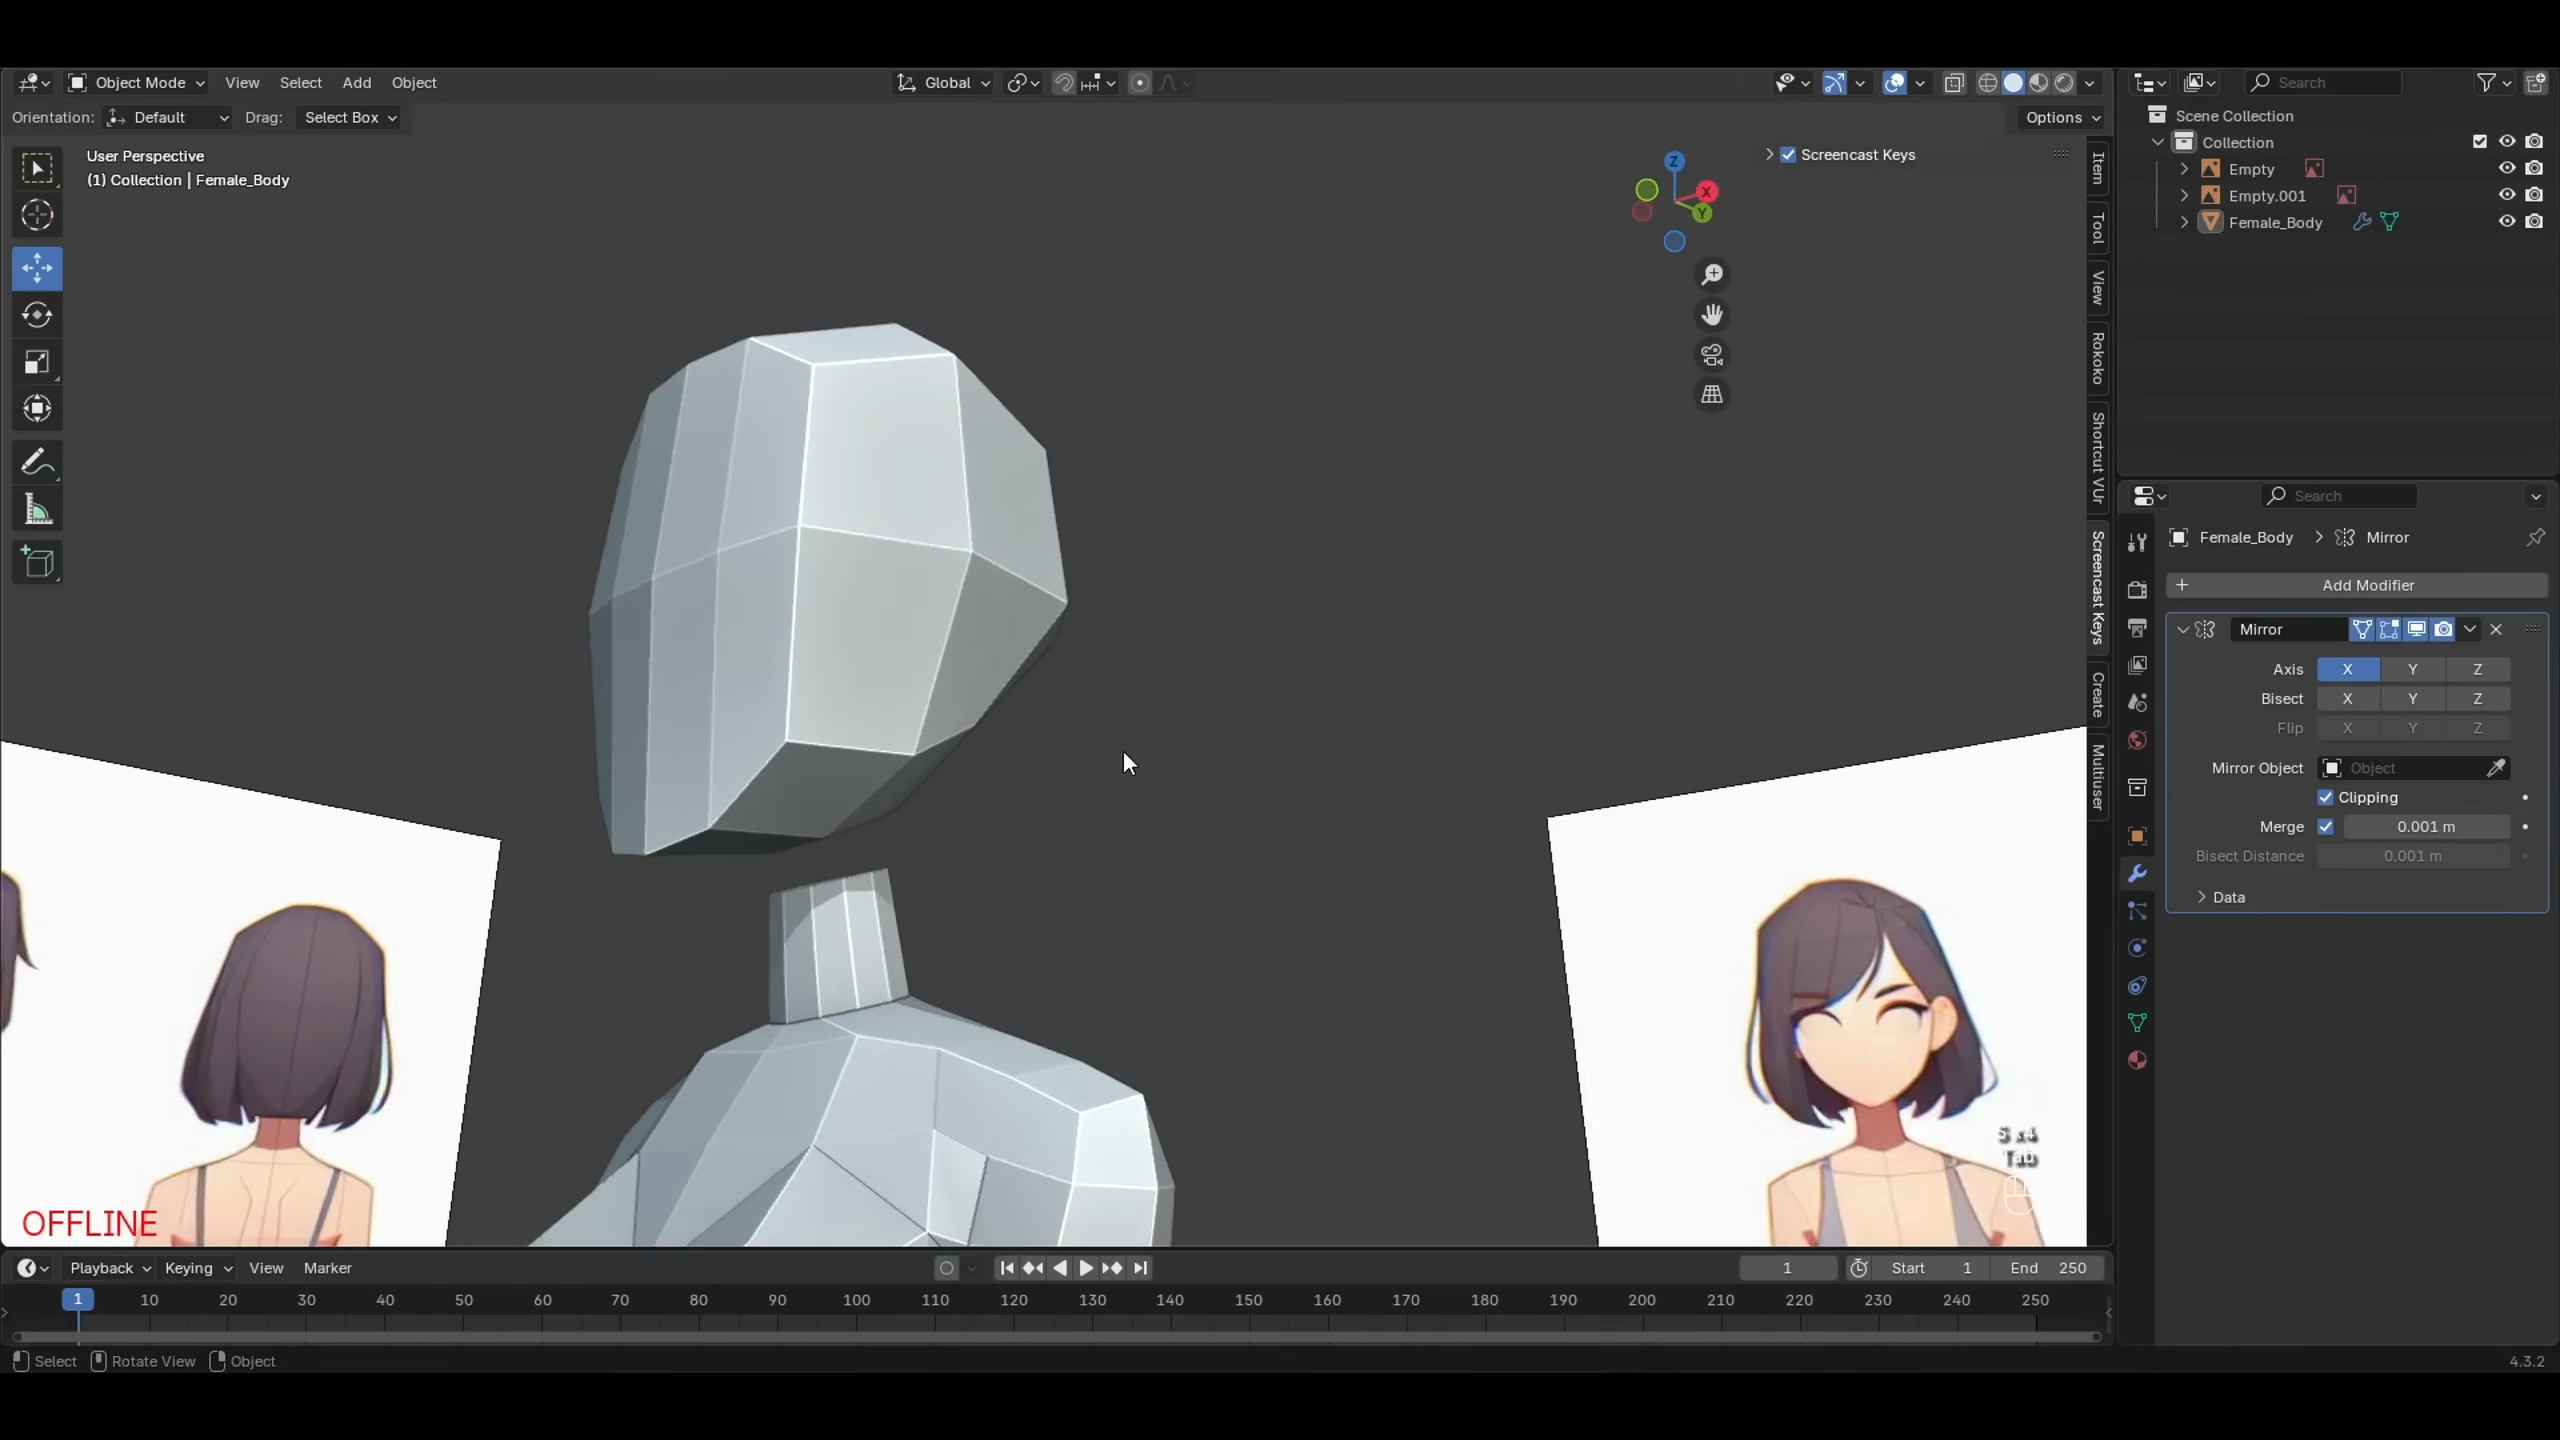 Object Mode View Select Add Object Global Search
Orientation: Default Drag: Select Box Options
User Perspective
(1) Collection | Female_Body
Z
X
Y
Screencast Keys
Item
Tool
View
Rokoko
Shortcut VUr
Screencast Keys
Create
Multiuser
Scene Collection
Collection
Empty
Empty.001
Female_Body
Search
Female_Body Mirror
Add Modifier
Mirror
Axis X Y Z
Bisect X Y Z
Flip X Y Z
Mirror Object Object
Clipping
Merge 0.001 m
Bisect Distance 0.001 m
Data
S x4
Tab
OFFLINE
Playback Keying View Marker 1 Start 1 End 250
1 10 20 30 40 50 60 70 80 90 100 110 120 130 140 150 160 170 180 190 200 210 220 230 240 250
Select Rotate View Object 4.3.2